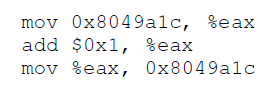 mov 0x8049a1c, %eax
add $0x1, %eax
mov %eax, 0x8049a1c